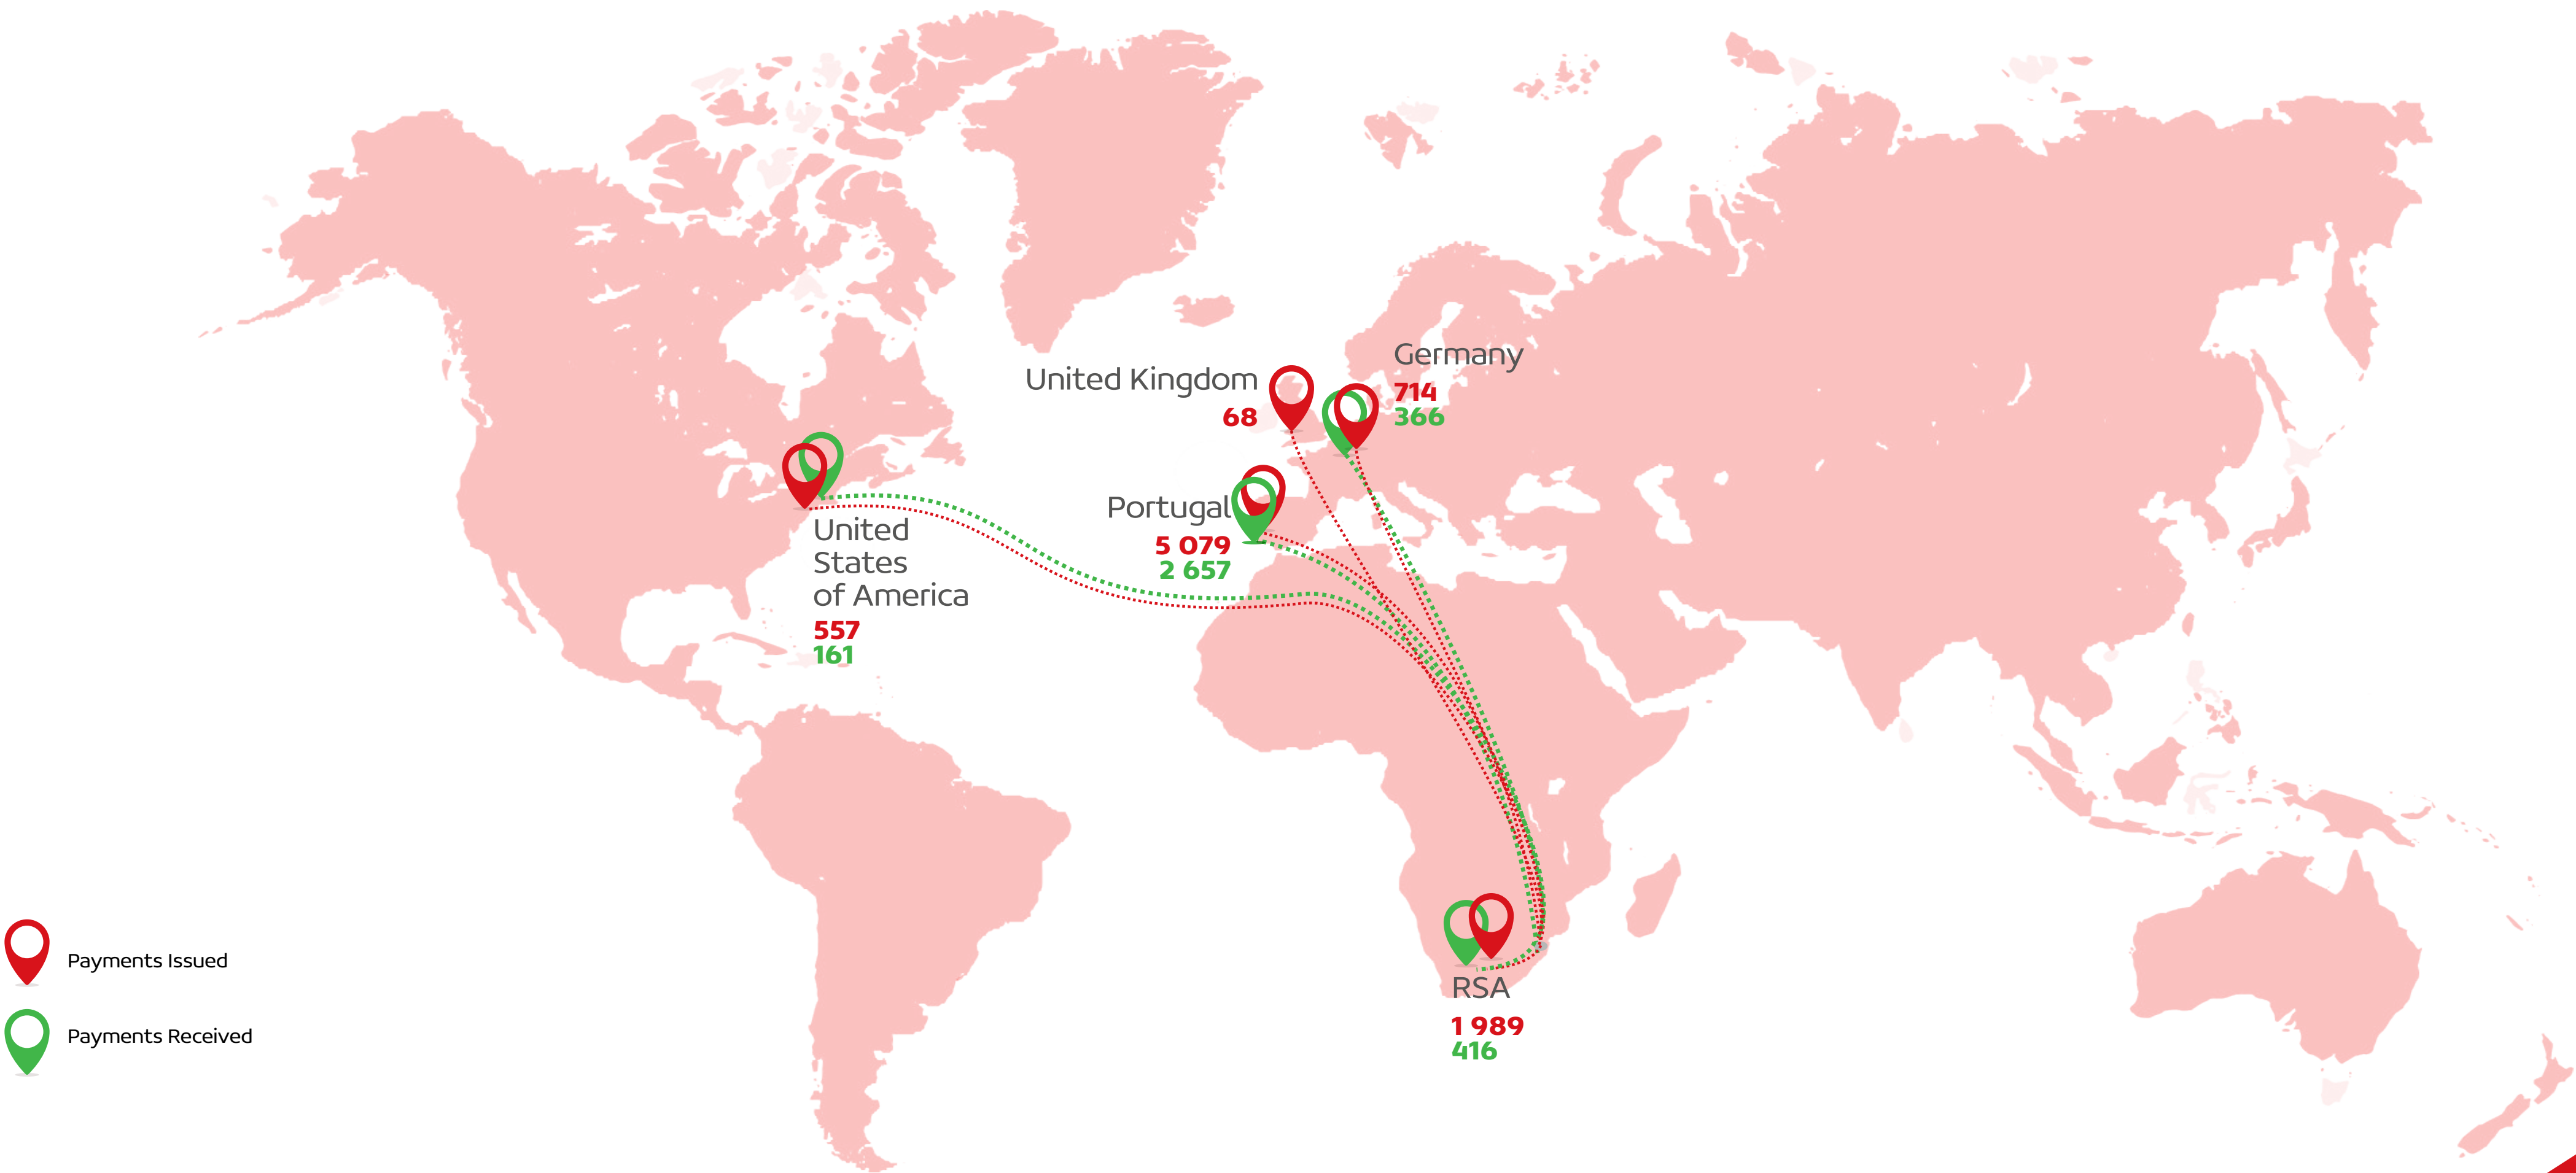 Germany
714
366
United Kingdom
68
Portugal
5 079
2 657
United
States
of America
557
161
RSA
1 989
416
Payments Issued
Payments Received